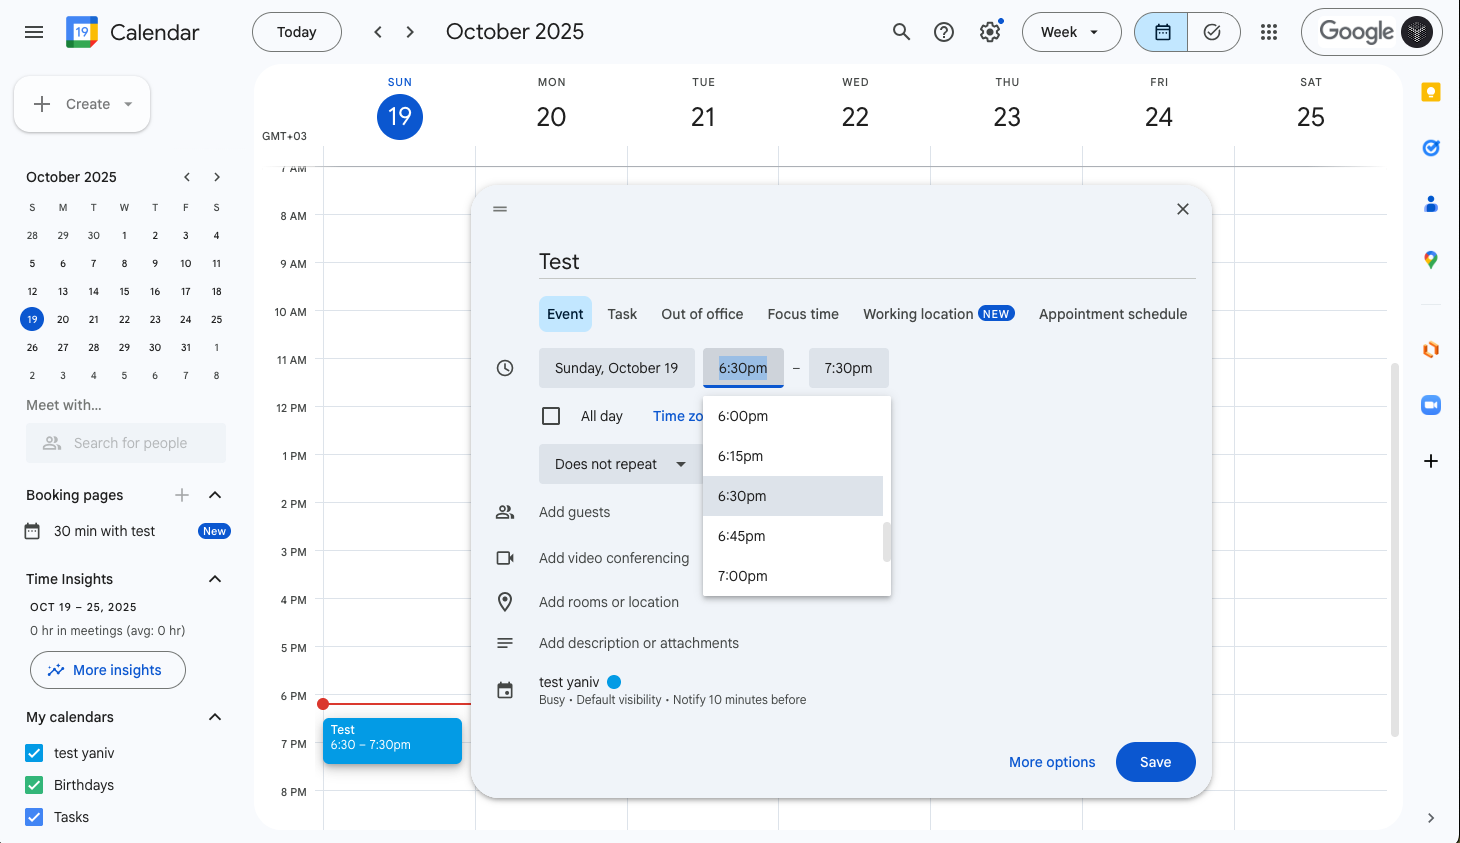 19 Calendar
Today
October 2025
Week
Google
Create
October 2025
S M T W T F S
28 29 30 1 2 3 4
5 6 7 8 9 10 11
12 13 14 15 16 17 18
19 20 21 22 23 24 25
26 27 28 29 30 31 1
2 3 4 5 6 7 8
Meet with...
Search for people
Booking pages
30 min with test New
Time Insights
OCT 19 – 25, 2025
0 hr in meetings (avg: 0 hr)
More insights
My calendars
test yaniv
Birthdays
Tasks
SUN MON TUE WED THU FRI SAT
19 20 21 22 23 24 25
GMT+03
7 AM
8 AM
9 AM
10 AM
11 AM
12 PM
1 PM
2 PM
3 PM
4 PM
5 PM
6 PM
7 PM
8 PM
Test
6:30 – 7:30pm
Test
Event Task Out of office Focus time Working location NEW Appointment schedule
Sunday, October 19 6:30pm – 7:30pm
All day Time zo
Does not repeat
6:00pm
6:15pm
6:30pm
6:45pm
7:00pm
Add guests
Add video conferencing
Add rooms or location
Add description or attachments
test yaniv
Busy • Default visibility • Notify 10 minutes before
More options Save